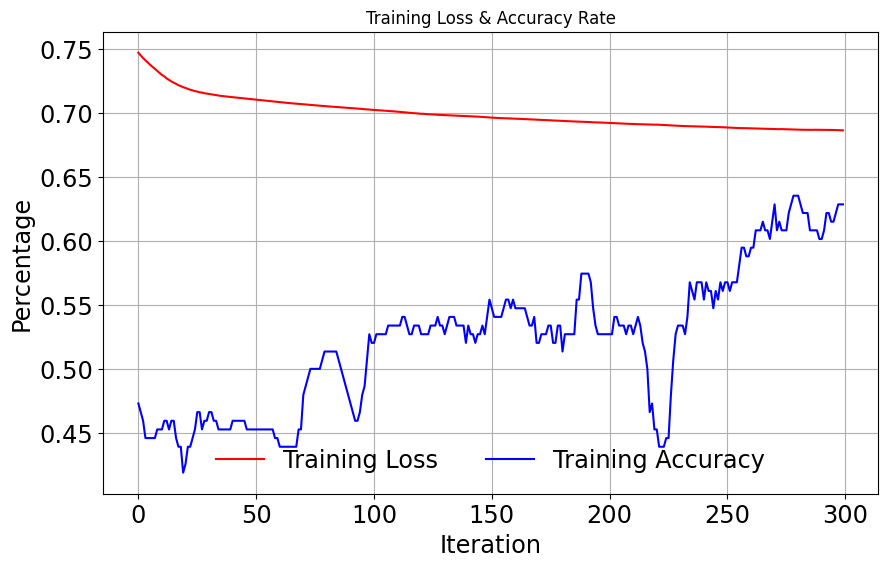 Training Loss & Accuracy Rate
Percentage
0.75
0.70
0.65
0.60
0.55
0.50
0.45
Training Loss Training Accuracy
0 50 100 150 200 250 300
Iteration